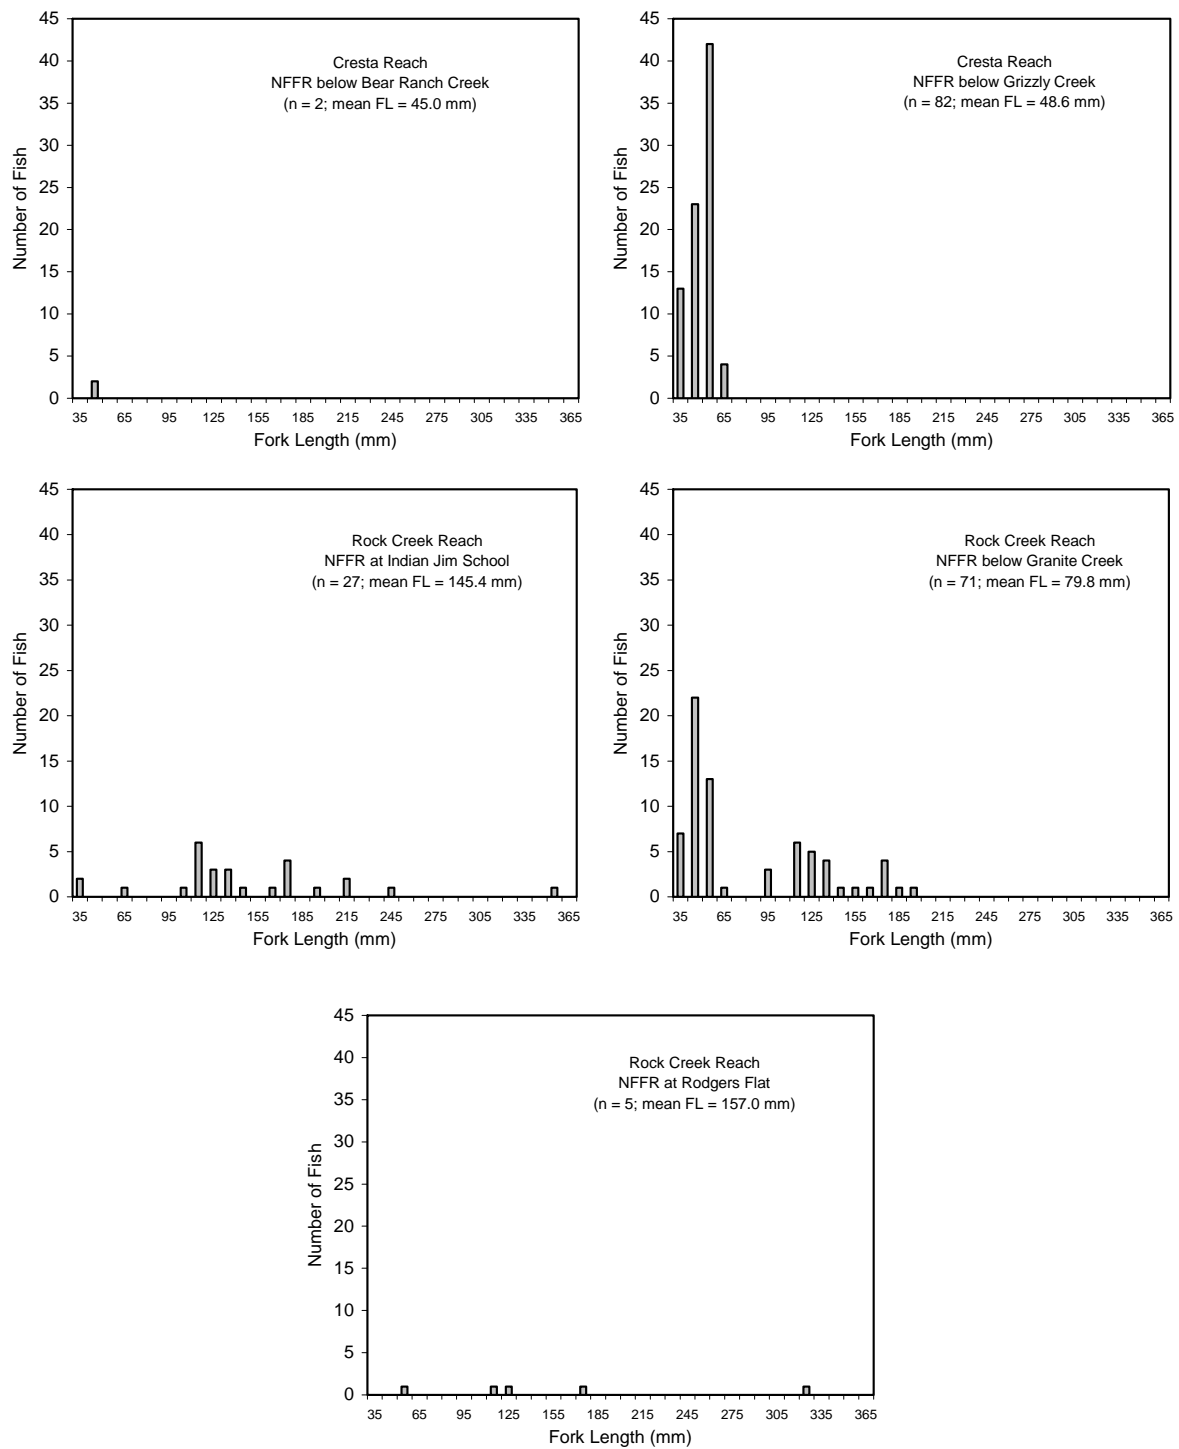 45
40
35
30
25
20
15
10
5
0
Number of Fish
Cresta Reach
NFFR below Bear Ranch Creek
(n = 2; mean FL = 45.0 mm)
35 65 95 125 155 185 215 245 275 305 335 365
Fork Length (mm)
45
40
35
30
25
20
15
10
5
0
Number of Fish
Cresta Reach
NFFR below Grizzly Creek
(n = 82; mean FL = 48.6 mm)
35 65 95 125 155 185 215 245 275 305 335 365
Fork Length (mm)
45
40
35
30
25
20
15
10
5
0
Number of Fish
Rock Creek Reach
NFFR at Indian Jim School
(n = 27; mean FL = 145.4 mm)
35 65 95 125 155 185 215 245 275 305 335 365
Fork Length (mm)
45
40
35
30
25
20
15
10
5
0
Number of Fish
Rock Creek Reach
NFFR below Granite Creek
(n = 71; mean FL = 79.8 mm)
35 65 95 125 155 185 215 245 275 305 335 365
Fork Length (mm)
45
40
35
30
25
20
15
10
5
0
Number of Fish
Rock Creek Reach
NFFR at Rodgers Flat
(n = 5; mean FL = 157.0 mm)
35 65 95 125 155 185 215 245 275 305 335 365
Fork Length (mm)